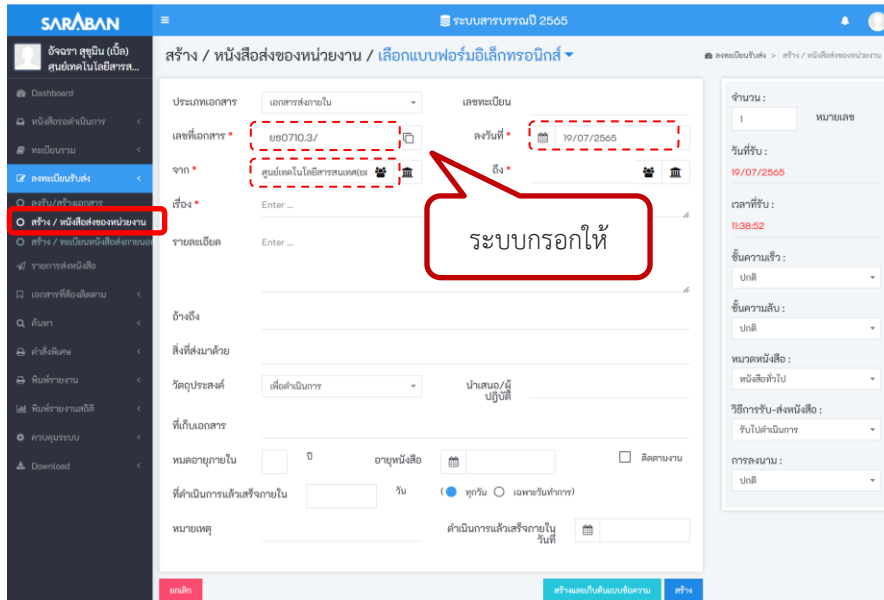 SARABAN
ระบบสารบรรณปี 2565
อัจฉรา สุขุมิน (เปิ้ล)
ศูนย์เทคโนโลยีสารส...
สร้าง / หนังสือส่งของหน่วยงาน / เลือกแบบฟอร์มอิเล็กทรอนิกส์
ลงทะเบียนรับส่ง > สร้าง / หนังสือส่งของหน่วยงาน
Dashboard
หนังสือรอดำเนินการ
ทะเบียนรวม
ลงทะเบียนรับส่ง
ลงรับ/สร้างเอกสาร
สร้าง / หนังสือส่งของหน่วยงาน
สร้าง / ทะเบียนหนังสือส่งภายนอก
รายการส่งหนังสือ
เอกสารที่ต้องติดตาม
ค้นหา
คำสั่งพิเศษ
พิมพ์รายงาน
พิมพ์รายงานสถิติ
ควบคุมระบบ
Download
ประเภทเอกสาร เอกสารส่งภายใน เลขทะเบียน
เลขที่เอกสาร * ยธ0710.3/ ลงวันที่ * 19/07/2565
จาก * ศูนย์เทคโนโลยีสารสนเทศ(ยธ ถึง *
เรื่อง * Enter ...
ระบบกรอกให้
รายละเอียด Enter ...
อ้างถึง
สิ่งที่ส่งมาด้วย
วัตถุประสงค์ เพื่อดำเนินการ นำเสนอ/ผู้
ปฏิบัติ
ที่เก็บเอกสาร
หมดอายุภายใน ปี อายุหนังสือ ติดตามงาน
ที่ดำเนินการแล้วเสร็จภายใน วัน ( ทุกวัน เฉพาะวันทำการ)
หมายเหตุ ดำเนินการแล้วเสร็จภายใน
วันที่
ยกเลิก สร้างและเก็บต้นแบบข้อความ สร้าง
จำนวน :
1 หมายเลข
วันที่รับ :
19/07/2565
เวลาที่รับ :
11:38:52
ชั้นความเร็ว :
ปกติ
ชั้นความลับ :
ปกติ
หมวดหนังสือ :
หนังสือทั่วไป
วิธีการรับ-ส่งหนังสือ :
รับไปดำเนินการ
การลงนาม :
ปกติ